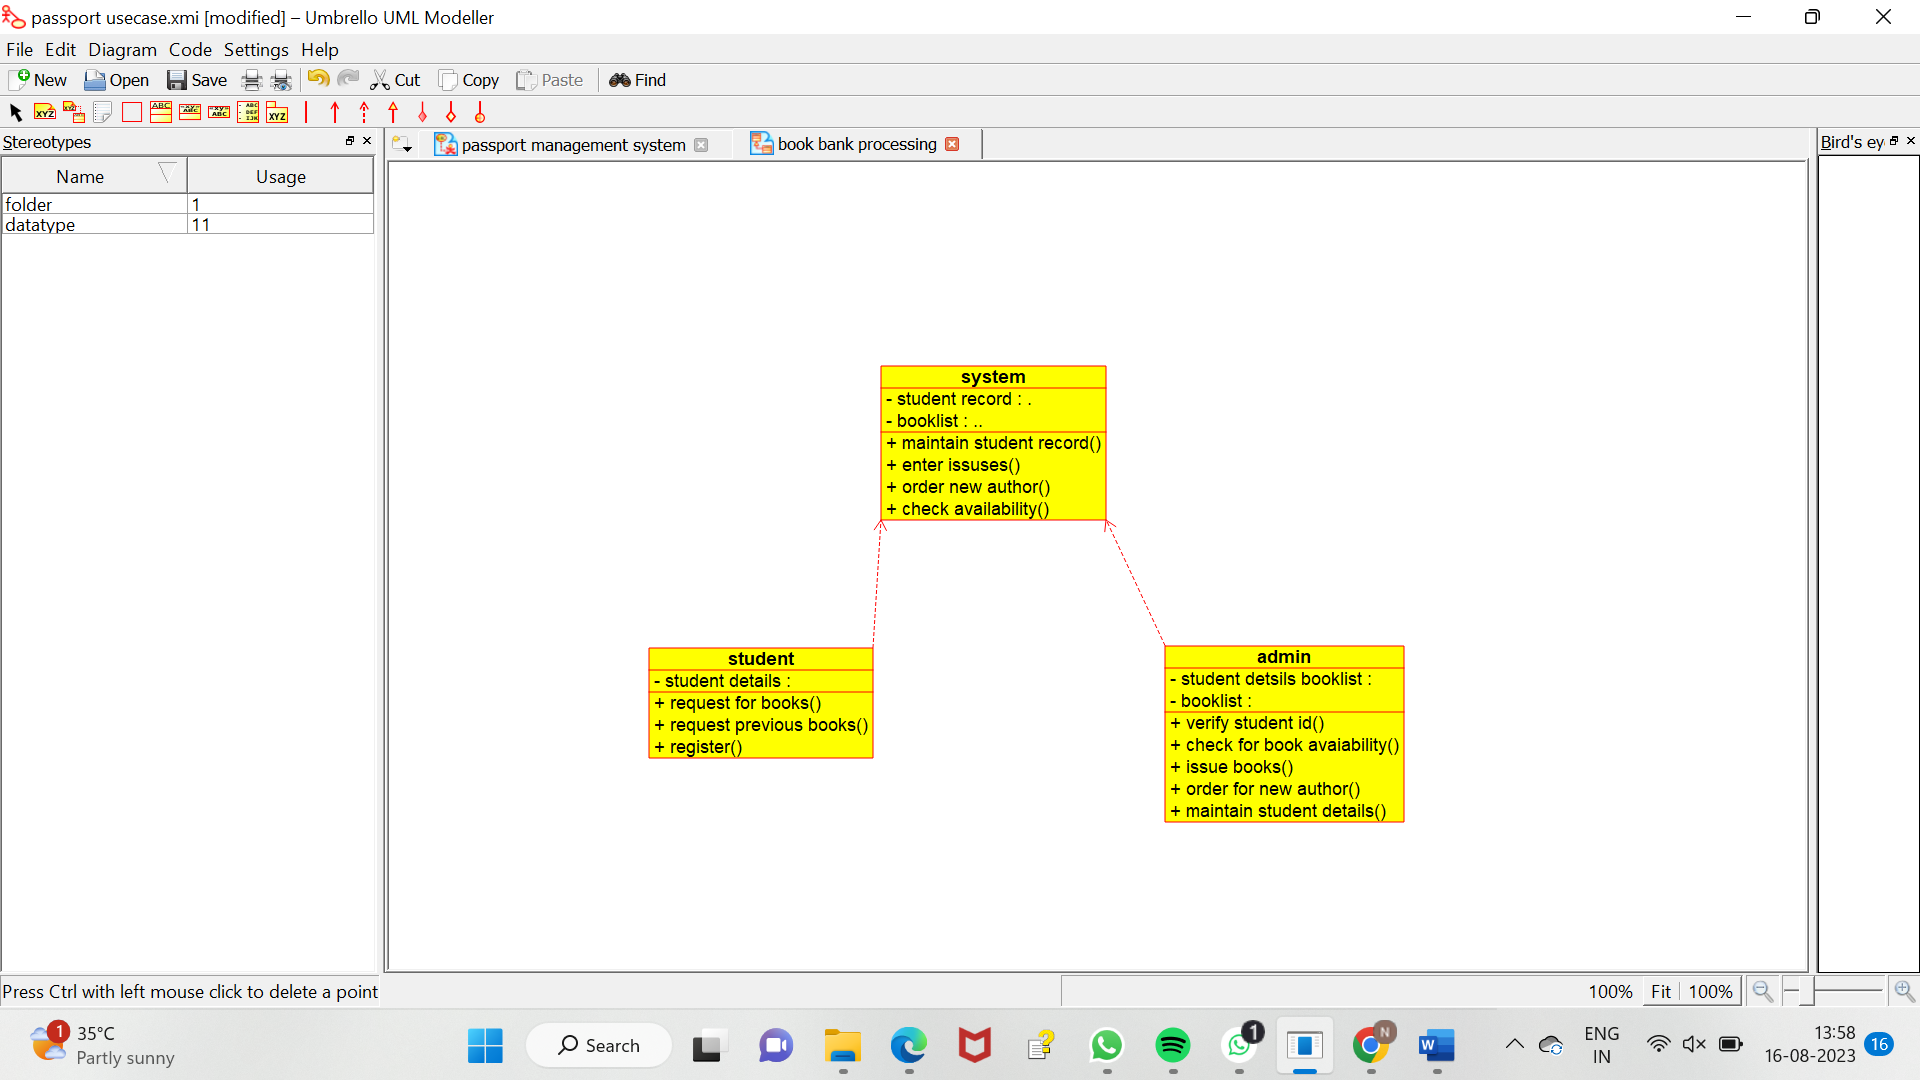 passport usecase.xmi [modified] – Umbrello UML Modeller
File Edit Diagram Code Settings Help
New Open Save Cut Copy Paste Find
Stereotypes
passport management system
book bank processing
Bird's ey
Name Usage
folder 1
datatype 11
system
- student record : .
- booklist : ..
+ maintain student record()
+ enter issuses()
+ order new author()
+ check availability()
student
- student details :
+ request for books()
+ request previous books()
+ register()
admin
- student detsils booklist :
- booklist :
+ verify student id()
+ check for book avaiability()
+ issue books()
+ order for new author()
+ maintain student details()
Press Ctrl with left mouse click to delete a point
100% Fit 100%
1
35°C
Partly sunny
Search
1
N
W
ENG
IN
13:58
16-08-2023
16